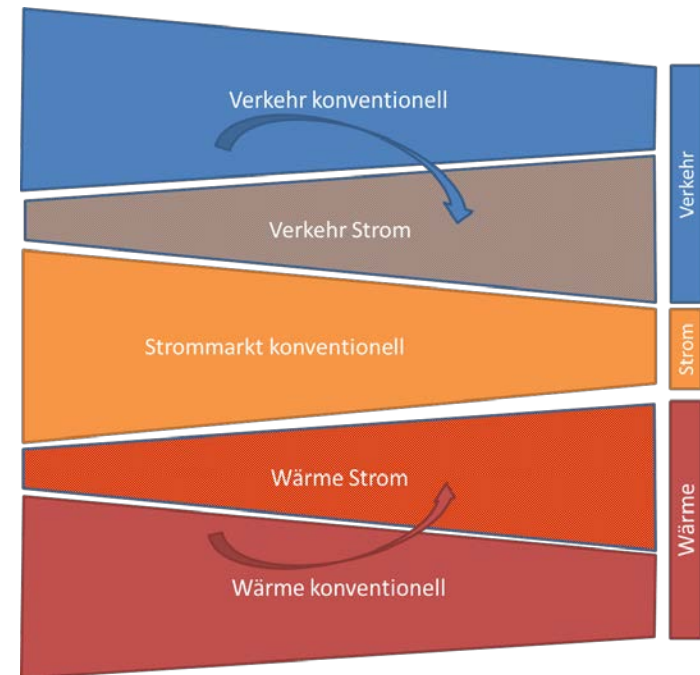 Verkehr konventionell
Verkehr Strom
Strommarkt konventionell
Wärme Strom
Wärme konventionell
Verkehr
Strom
Wärme